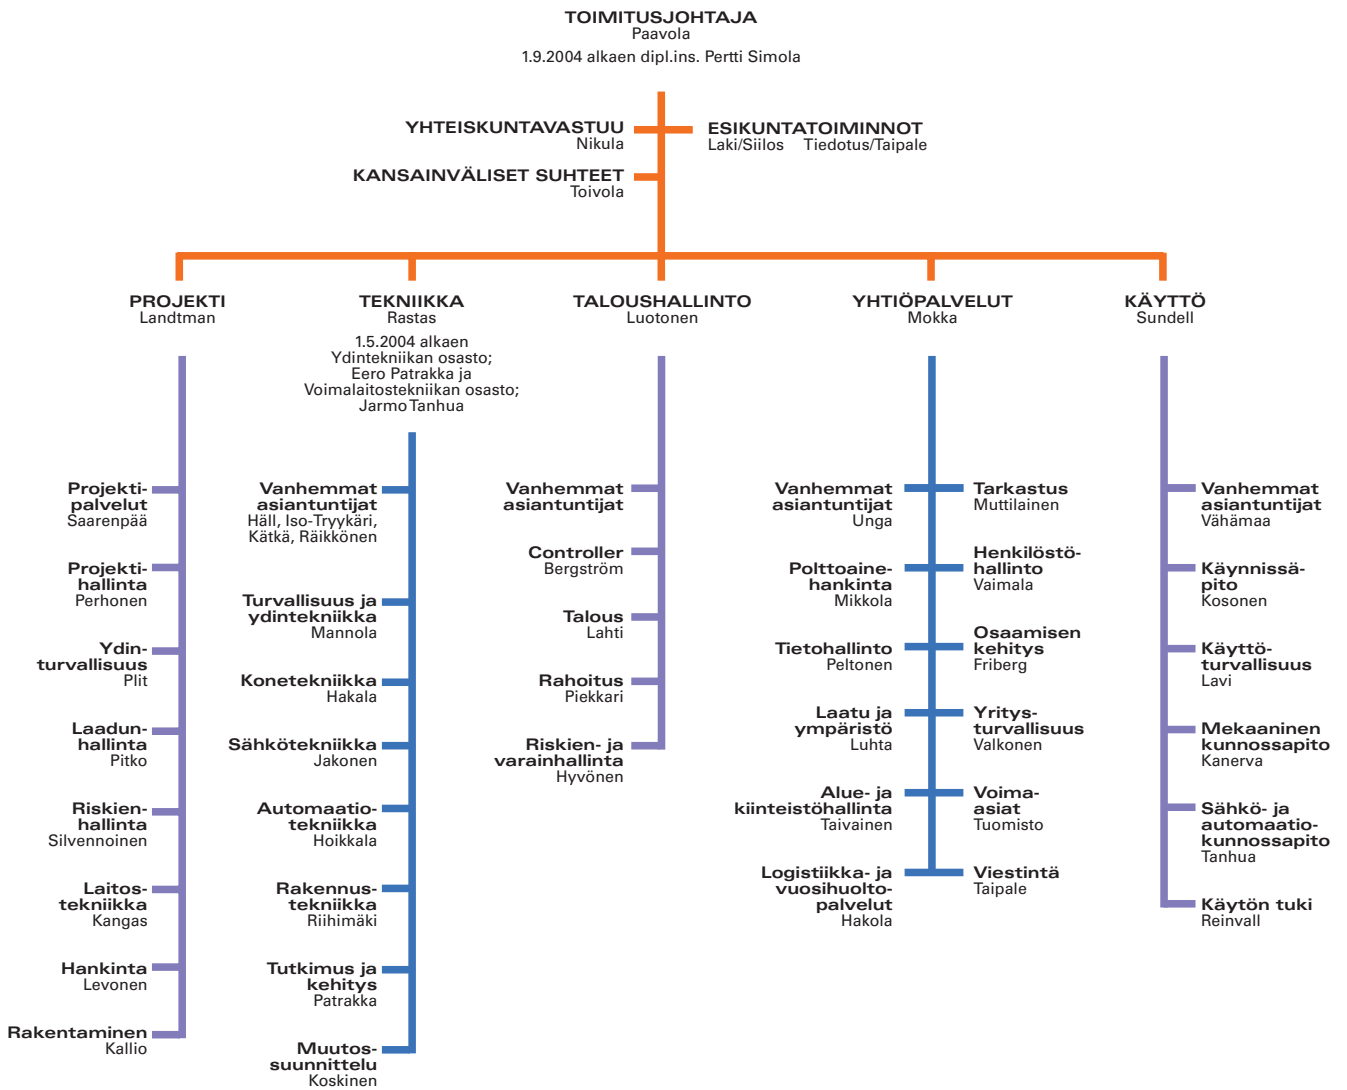 TOIMITUSJOHTAJA
Paavola
1.9.2004 alkaen dipl.ins. Pertti Simola
YHTEISKUNTAVASTUU
Nikula
ESIKUNTATOIMINNOT
Laki/Siilos Tiedotus/Taipale
KANSAINVÄLISET SUHTEET
Toivola
PROJEKTI
Landtman
TEKNIIKKA
Rastas
1.5.2004 alkaen
Ydintekniikan osasto;
Eero Patrakka ja
Voimalaitostekniikan osasto;
Jarmo Tanhua
TALOUSHALLINTO
Luotonen
YHTIÖPALVELUT
Mokka
KÄYTTÖ
Sundell
Projekti-
palvelut
Saarenpää
Projekti-
hallinta
Perhonen
Ydin-
turvallisuus
Plit
Laadun-
hallinta
Pitko
Riskien-
hallinta
Silvennoinen
Laitos-
tekniikka
Kangas
Hankinta
Levonen
Rakentaminen
Kallio
Vanhemmat
asiantuntijat
Häll, Iso-Tryykäri,
Kätkä, Räikkönen
Turvallisuus ja
ydintekniikka
Mannola
Konetekniikka
Hakala
Sähkötekniikka
Jakonen
Automaatio-
tekniikka
Hoikkala
Rakennus-
tekniikka
Riihimäki
Tutkimus ja
kehitys
Patrakka
Muutos-
suunnittelu
Koskinen
Vanhemmat
asiantuntijat
Controller
Bergström
Talous
Lahti
Rahoitus
Piekkari
Riskien- ja
varainhallinta
Hyvönen
Vanhemmat
asiantuntijat
Unga
Polttoaine-
hankinta
Mikkola
Tietohallinto
Peltonen
Laatu ja
ympäristö
Luhta
Alue- ja
kiinteistöhallinta
Taivainen
Logistiikka- ja
vuosihuolto-
palvelut
Hakola
Tarkastus
Muttilainen
Henkilöstö-
hallinto
Vaimala
Osaamisen
kehitys
Friberg
Yritys-
turvallisuus
Valkonen
Voima-
asiat
Tuomisto
Viestintä
Taipale
Vanhemmat
asiantuntijat
Vähämaa
Käynnissä-
pito
Kosonen
Käyttö-
turvallisuus
Lavi
Mekaaninen
kunnossapito
Kanerva
Sähkö- ja
automaatio-
kunnossapito
Tanhua
Käytön tuki
Reinvall